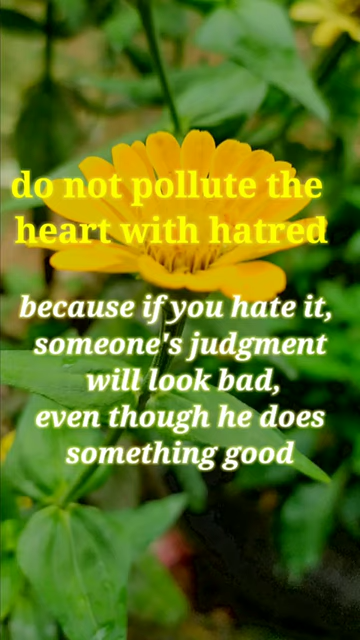 do not pollute the
heart with hatred
because if you hate it,
someone's judgment
will look bad,
even though he does
something good